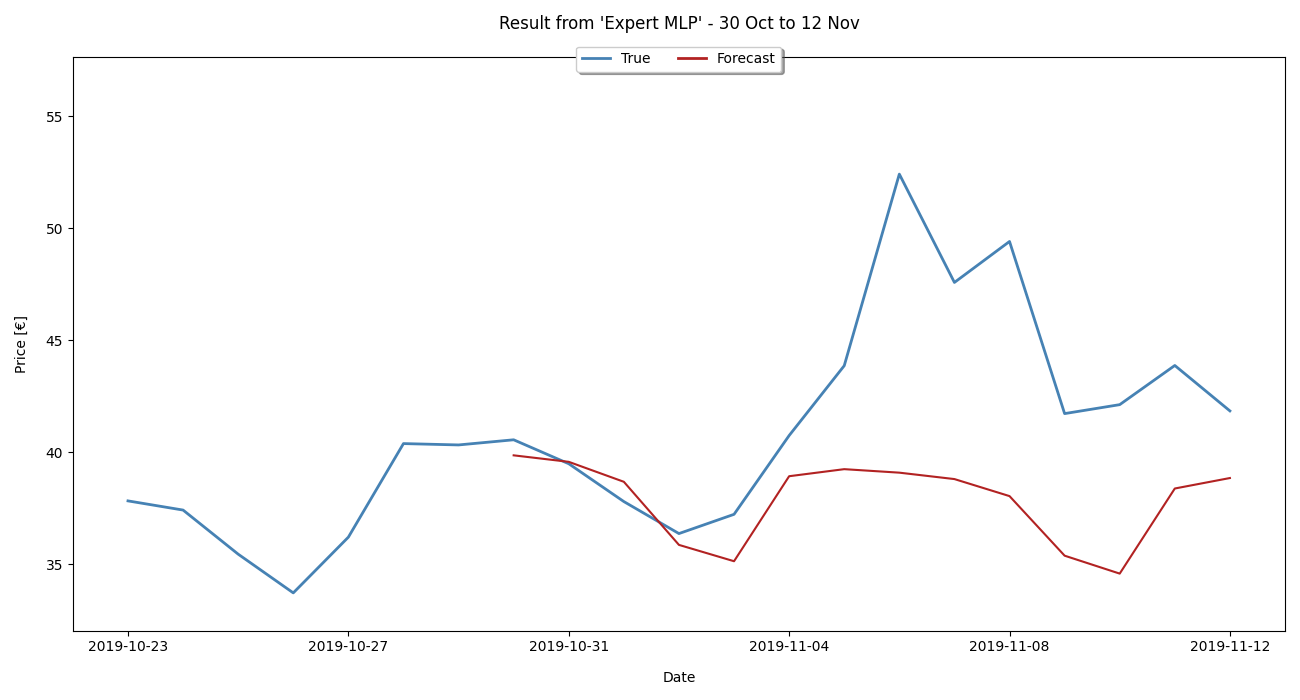 Result from 'Expert MLP' - 30 Oct to 12 Nov
True Forecast
55
50
45
40
35
Price [€]
2019-10-23 2019-10-27 2019-10-31 2019-11-04 2019-11-08 2019-11-12
Date